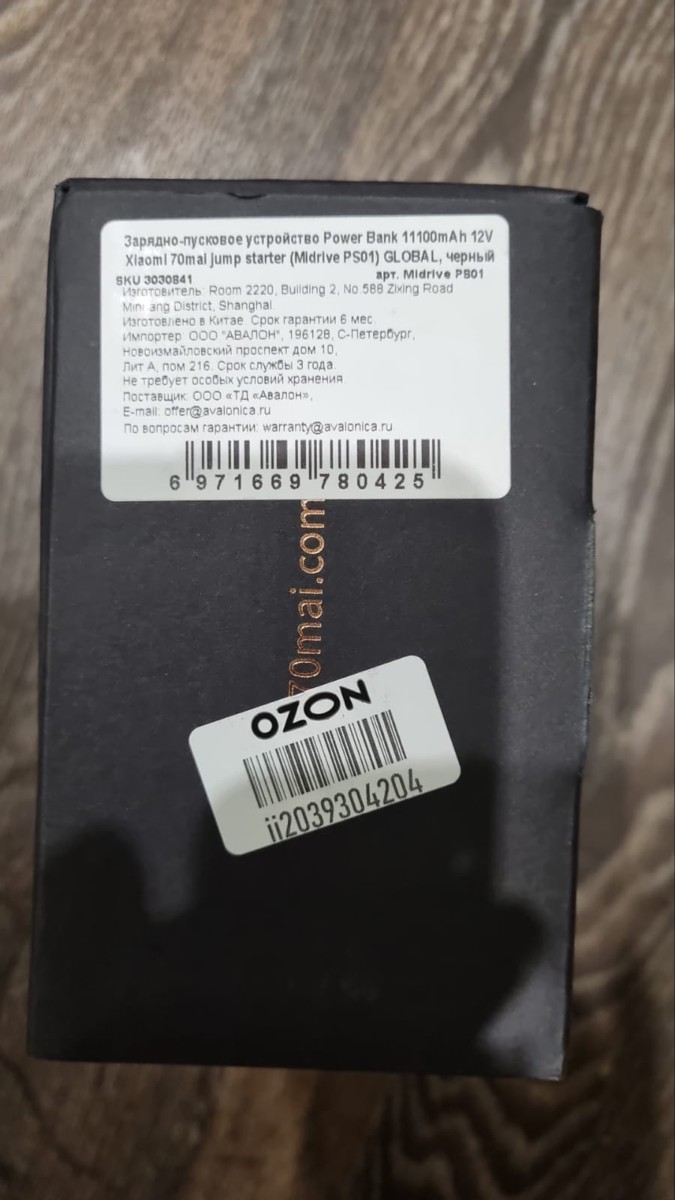 Зарядно-пусковое устройство Power Bank 11100mAh 12V
Xiaomi 70mai jump starter (Midrive PS01) GLOBAL, черный
SKU 3030841 арт. Midrive PS01
Изготовитель: Room 2220, Building 2, No.588 Zixing Road
District, Shanghai.
Изготовлено в Китае. Срок гарантии 6 мес.
Импортер: ООО "АВАЛОН", 196128, С-Петербург,
Новоизмайловский проспект дом 10,
Лит А, пом 216. Срок службы 3 года.
Не требует особых условий хранения.
Поставщик: ООО «ТД «Авалон»,
E-mail: offer@avalonica.ru
По вопросам гарантии: warranty@avalonica.ru
6 971669 780425
70mai.com
OZON
ii2039304204